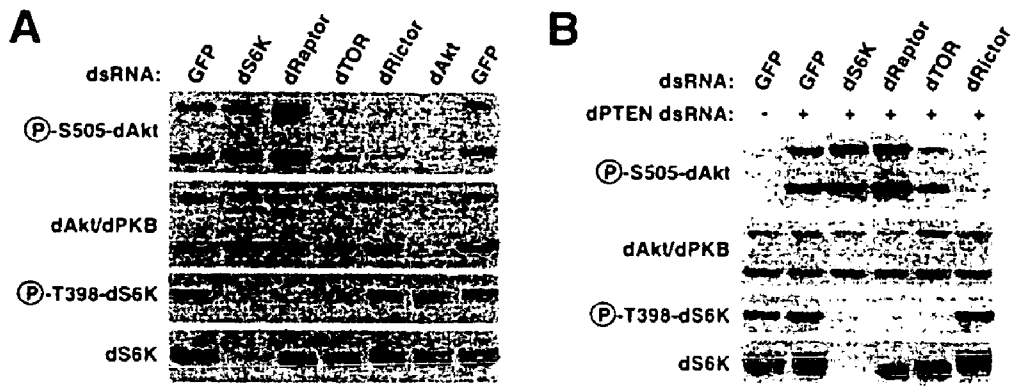 A
dsRNA: GFP dS6K dRaptor dTOR dRictor dAkt GFP
P-S505-dAkt
dAkt/dPKB
P-T398-dS6K
dS6K
B
dsRNA: GFP GFP dS6K dRaptor dTOR dRictor
dPTEN dsRNA: - + + + + +
P-S505-dAkt
dAkt/dPKB
P-T398-dS6K
dS6K